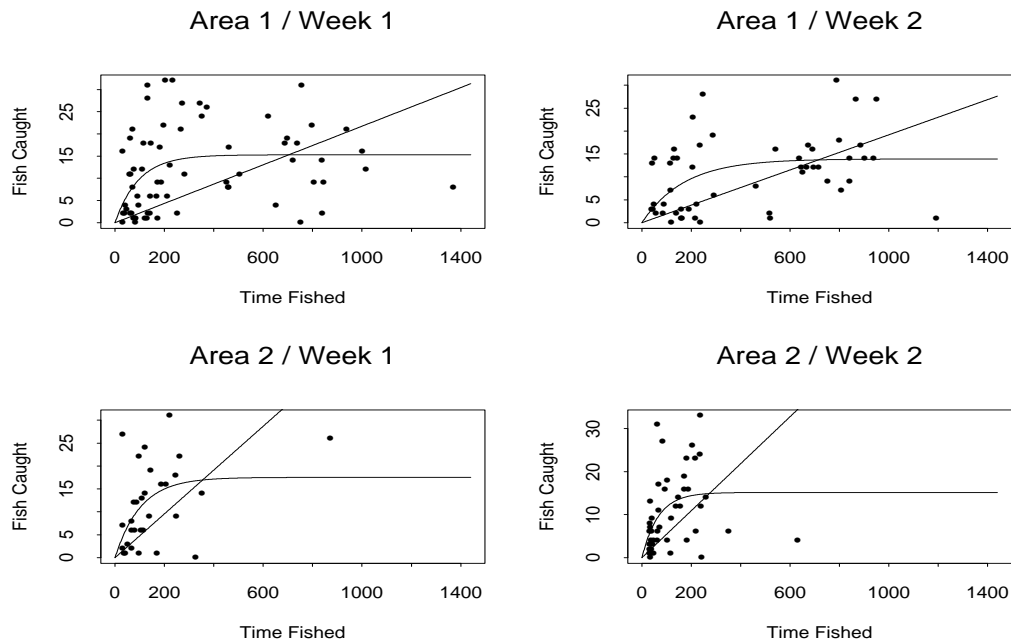 Area 1 / Week 1
Fish Caught
0 5 15 25
0 200 600 1000 1400
Time Fished
Area 1 / Week 2
Fish Caught
0 5 15 25
0 200 600 1000 1400
Time Fished
Area 2 / Week 1
Fish Caught
0 5 15 25
0 200 600 1000 1400
Time Fished
Area 2 / Week 2
Fish Caught
0 10 20 30
0 200 600 1000 1400
Time Fished